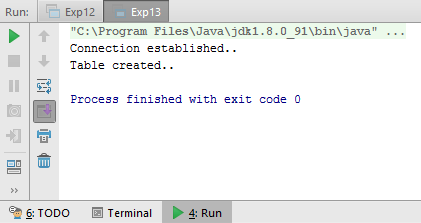 Run: Exp12 Exp13
"C:\Program Files\Java\jdk1.8.0_91\bin\java" ...
Connection established..
Table created..
Process finished with exit code 0
6: TODO Terminal 4: Run